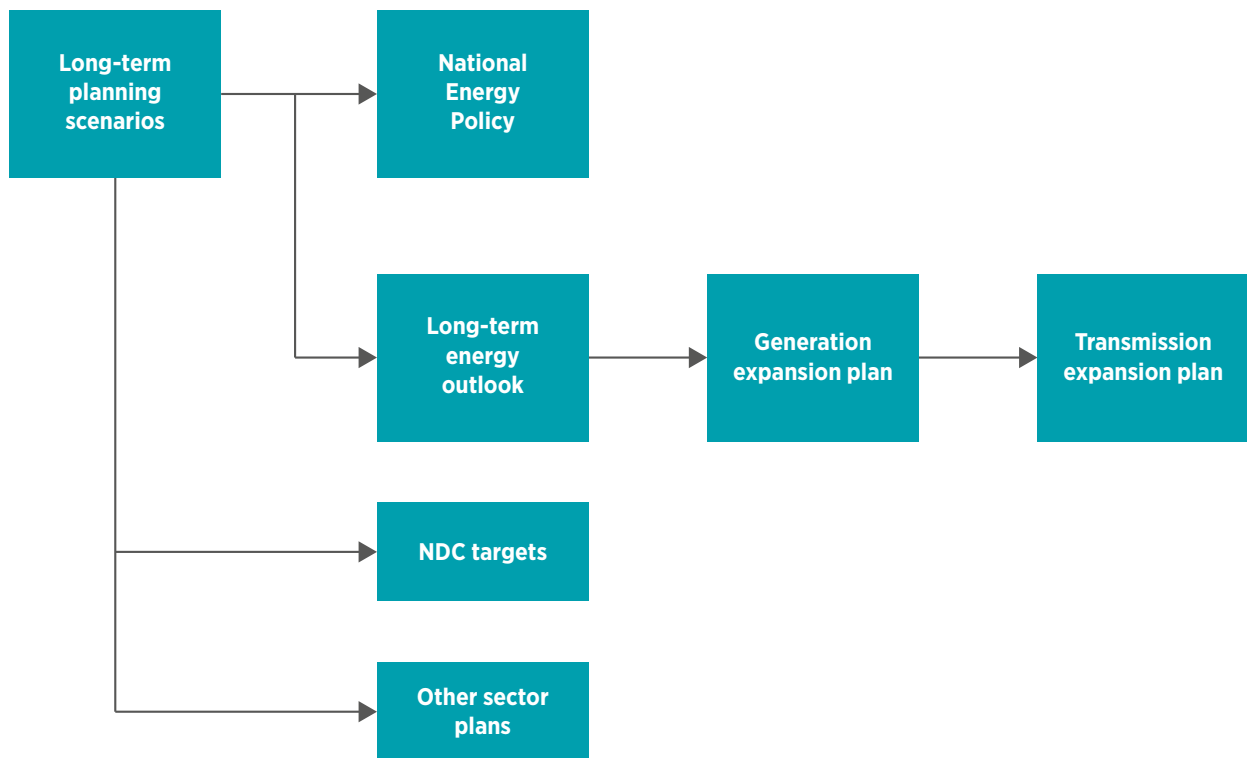 Long-term
planning
scenarios
National
Energy
Policy
Long-term
energy
outlook
Generation
expansion plan
Transmission
expansion plan
NDC targets
Other sector
plans